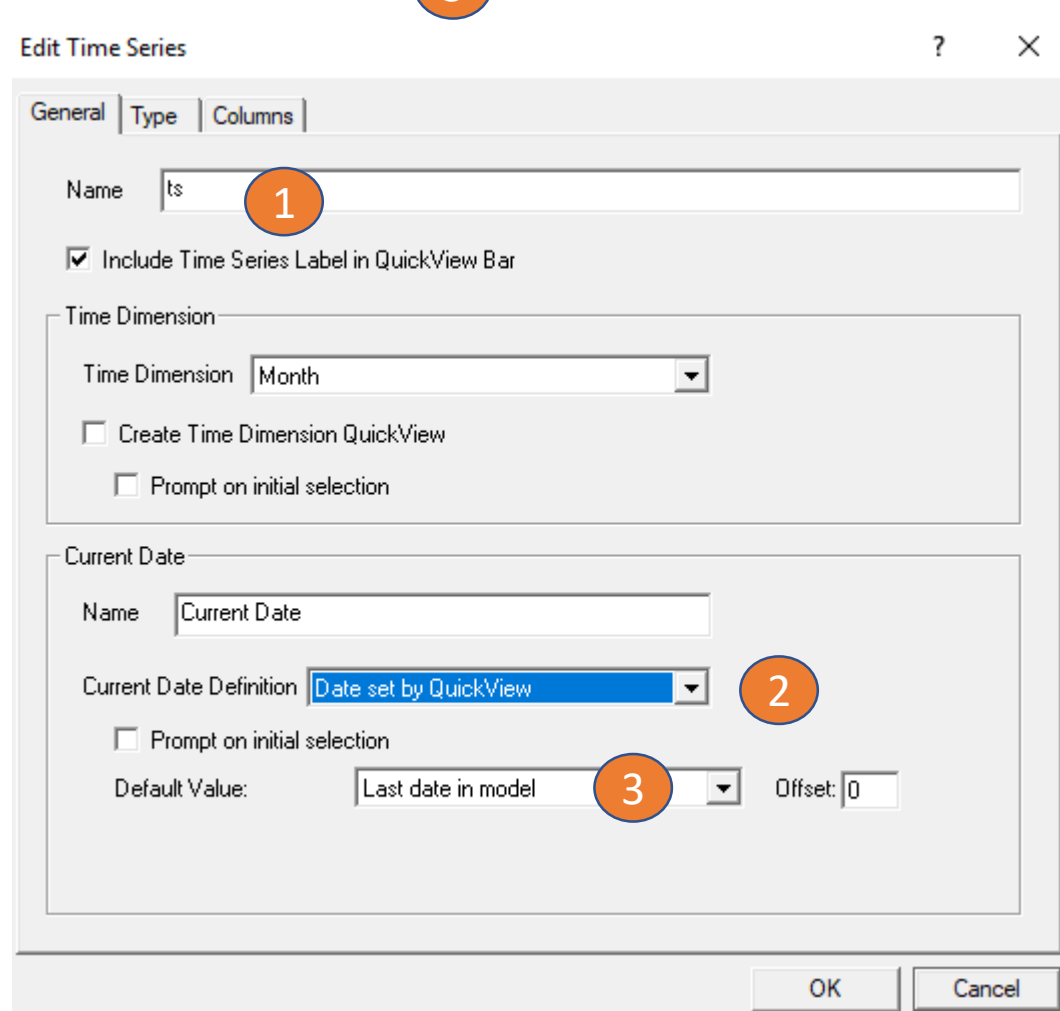 Edit Time Series ? ×
General Type Columns
Name ts 1
Include Time Series Label in QuickView Bar
Time Dimension
Time Dimension Month
Create Time Dimension QuickView
Prompt on initial selection
Current Date
Name Current Date
Current Date Definition Date set by QuickView 2
Prompt on initial selection
Default Value: Last date in model 3 Offset: 0
OK Cancel